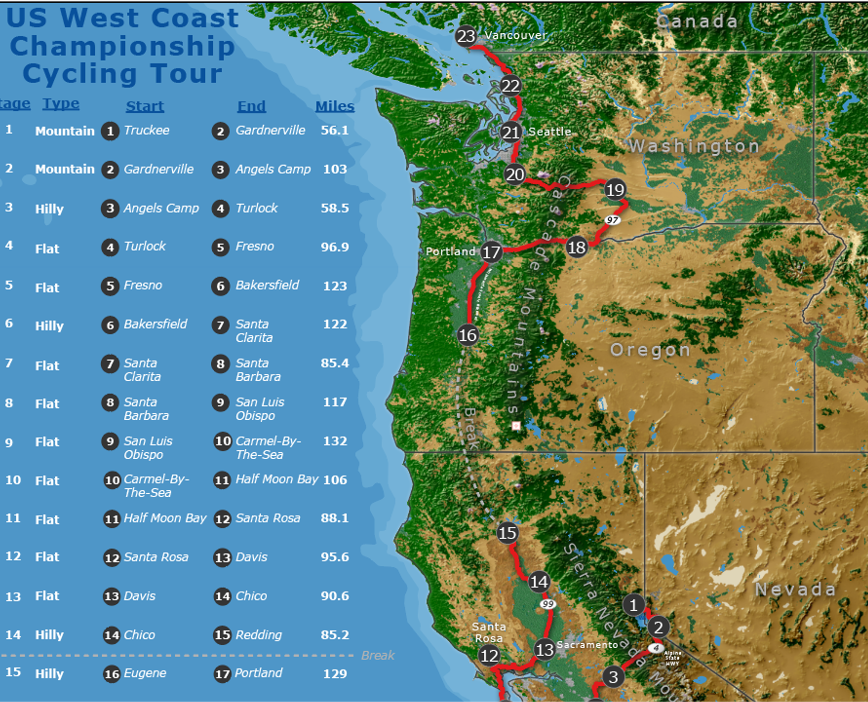 US West Coast
Championship
Cycling Tour
tage Type Start End Miles
1 Mountain 1 Truckee 2 Gardnerville 56.1
2 Mountain 2 Gardnerville 3 Angels Camp 103
3 Hilly 3 Angels Camp 4 Turlock 58.5
4 Flat 4 Turlock 5 Fresno 96.9
5 Flat 5 Fresno 6 Bakersfield 123
6 Hilly 6 Bakersfield 7 Santa
Clarita 122
7 Flat 7 Santa
Clarita 8 Santa
Barbara 85.4
8 Flat 8 Santa
Barbara 9 San Luis
Obispo 117
9 Flat 9 San Luis
Obispo 10 Carmel-By-
The-Sea 132
10 Flat 10 Carmel-By-
The-Sea 11 Half Moon Bay 106
11 Flat 11 Half Moon Bay 12 Santa Rosa 88.1
12 Flat 12 Santa Rosa 13 Davis 95.6
13 Flat 13 Davis 14 Chico 90.6
14 Hilly 14 Chico 15 Redding 85.2
Break
15 Hilly 16 Eugene 17 Portland 129
Canada
23 Vancouver
22
21 Seattle
Washington
20
19
97
Cascade Mountains
Portland 17
18
16
Oregon
Break
15
Sierra Nevada Mou
14
99
1
Nevada
2
Santa
Rosa
12
13 Sacramento
4
Alpine
State
HWY
3